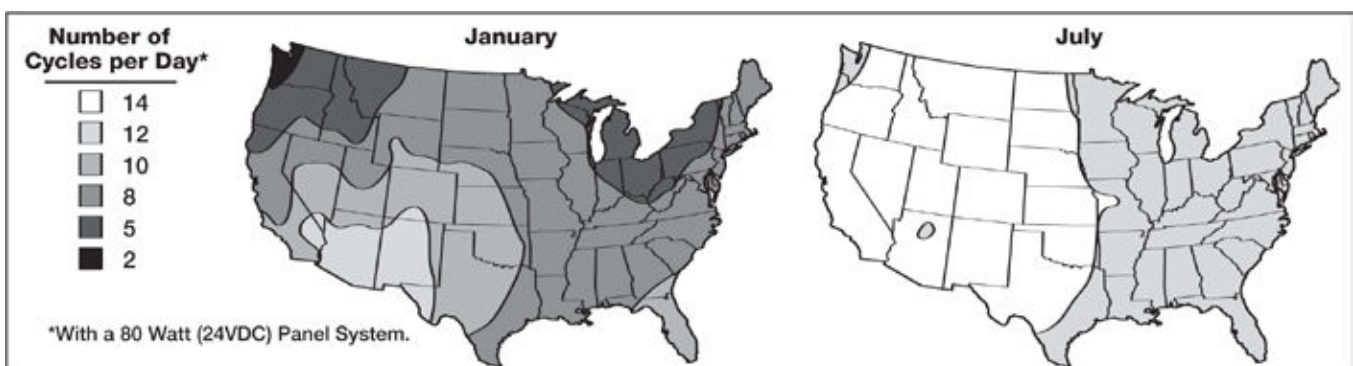 Number of
Cycles per Day*
14
12
10
8
5
2
*With a 80 Watt (24VDC) Panel System.
January
July